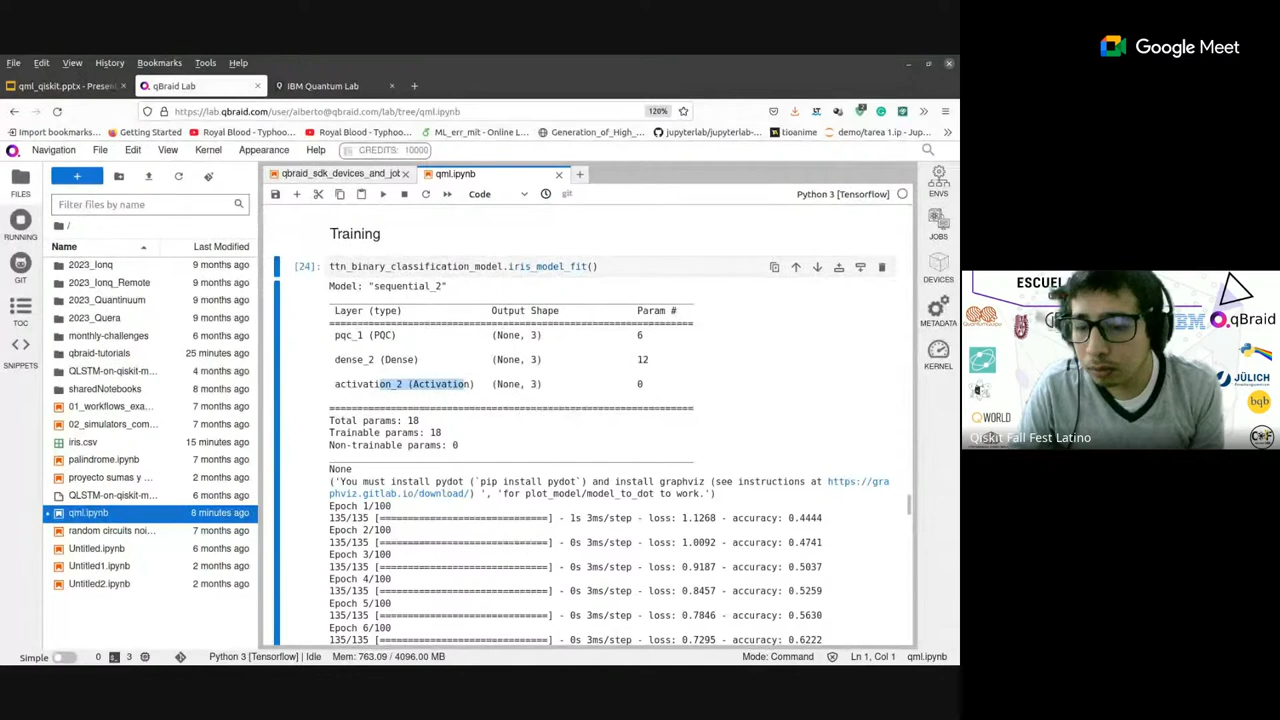 Google Meet
File Edit View History Bookmarks Tools Help
qml_qiskit.pptx - Presen
qBraid Lab
IBM Quantum Lab
https://lab.qbraid.com/user/aiberto@qbraid.com/lab/tree/qml.ipynb
120%
Import bookmarks...
Getting Started
Royal Blood - Typhoo...
Royal Blood - Typhoo...
ML_err_mit - Online L...
Generation_of_High_...
jupyterlab/jupyterlab-...
tioanime
demo/tarea 1.ip - Jupyt
Navigation File Edit View Kernel Appearance Help
CREDITS: 10000
FILES
RUNNING
GIT
TOC
SNIPPETS
Filter files by name
/
Name Last Modified
2023_Ionq 9 months ago
2023_Ionq_Remote 9 months ago
2023_Quantinuum 9 months ago
2023_Quera 9 months ago
monthly-challenges 9 months ago
qbraid-tutorials 25 minutes ago
QLSTM-on-qiskit-m... 7 months ago
sharedNotebooks 9 months ago
01_workflows_exa... 9 months ago
02_simulators_com... 9 months ago
iris.csv 15 minutes ago
palindrome.ipynb 9 months ago
proyecto sumas y ... 2 months ago
QLSTM-on-qiskit-m... 7 months ago
qml.ipynb 8 minutes ago
random circuits noi... 7 months ago
Untitled.ipynb 6 months ago
Untitled1.ipynb 2 months ago
Untitled2.ipynb 2 months ago
qbraid_sdk_devices_and_jot
qml.ipynb
Code
git
Python 3 [Tensorflow]
Training
[24]: ttn_binary_classification_model.iris_model_fit()
Model: "sequential_2"
Layer (type) Output Shape Param #
pqc_1 (PQC) (None, 3) 6
dense_2 (Dense) (None, 3) 12
activation_2 (Activation) (None, 3) 0
Total params: 18
Trainable params: 18
Non-trainable params: 0
None
('You must install pydot (`pip install pydot`) and install graphviz (see instructions at https://gra
phviz.gitlab.io/download/) ', 'for plot_model/model_to_dot to work.')
Epoch 1/100
135/135 [==============================] - 1s 3ms/step - loss: 1.1268 - accuracy: 0.4444
Epoch 2/100
135/135 [==============================] - 0s 3ms/step - loss: 1.0092 - accuracy: 0.4741
Epoch 3/100
135/135 [==============================] - 0s 3ms/step - loss: 0.9187 - accuracy: 0.5037
Epoch 4/100
135/135 [==============================] - 0s 3ms/step - loss: 0.8457 - accuracy: 0.5259
Epoch 5/100
135/135 [==============================] - 0s 3ms/step - loss: 0.7846 - accuracy: 0.5630
Epoch 6/100
135/135 [==============================] - 0s 3ms/step - loss: 0.7295 - accuracy: 0.6222
ENVS
JOBS
DEVICES
METADATA
KERNEL
Simple 0 3 Python 3 [Tensorflow] | Idle Mem: 763.09 / 4096.00 MB Mode: Command Ln 1, Col 1 qml.ipynb
ESCUEL
IBM
qBraid
JÜLICH
QWORLD
bqb
Qiskit Fall Fest Latino